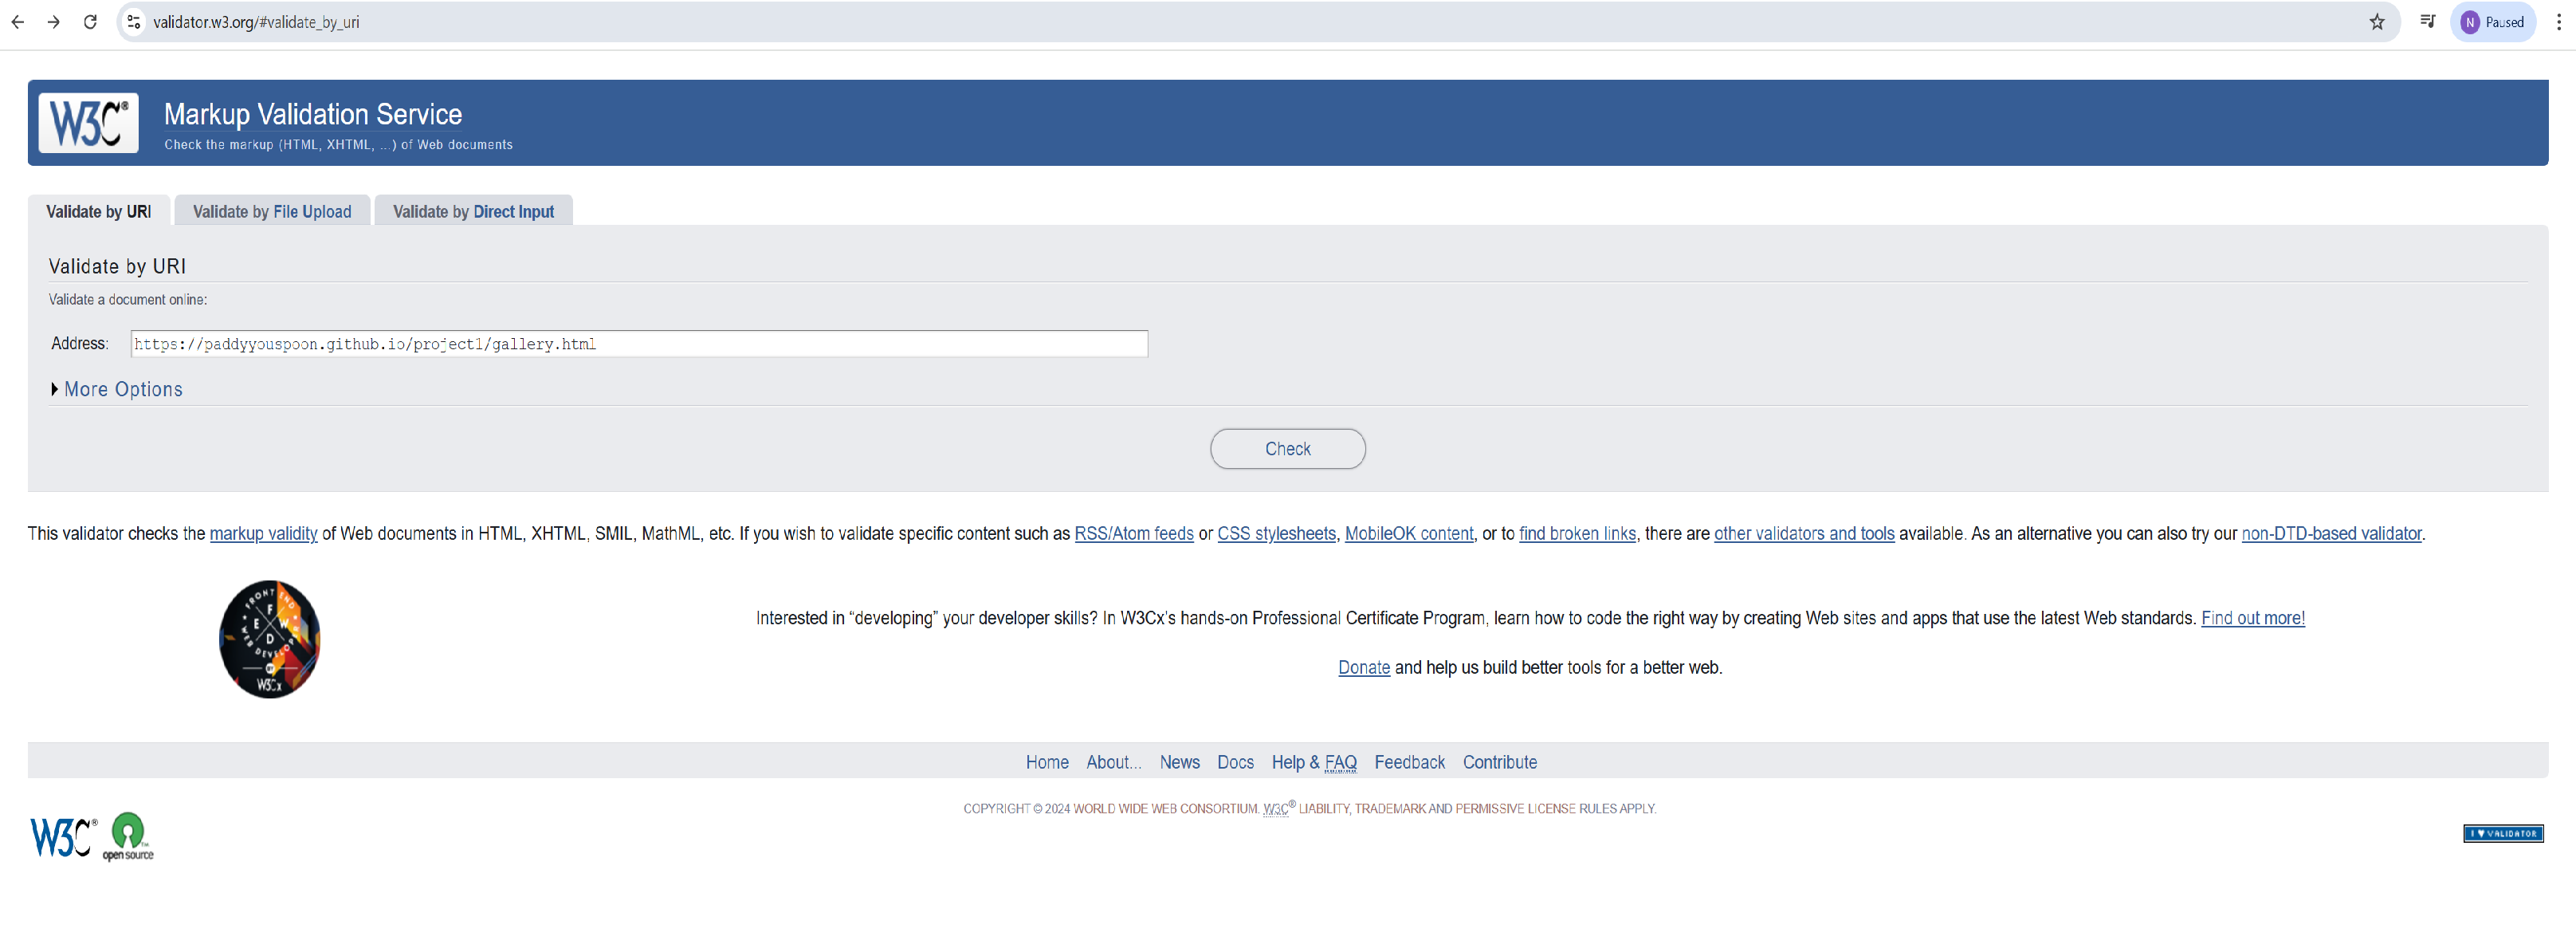 validator.w3.org/#validate_by_uri
N Paused
W3C® Markup Validation Service
Check the markup (HTML, XHTML, ...) of Web documents
Validate by URI Validate by File Upload Validate by Direct Input
Validate by URI
Validate a document online:
Address: https://paddyyouspoon.github.io/project1/gallery.html
More Options
Check
This validator checks the markup validity of Web documents in HTML, XHTML, SMIL, MathML, etc. If you wish to validate specific content such as RSS/Atom feeds or CSS stylesheets, MobileOK content, or to find broken links, there are other validators and tools available. As an alternative you can also try our non-DTD-based validator.
FRONT END
F E W D
WEB DEVELOPER
BY
W3Cx
Interested in “developing” your developer skills? In W3Cx's hands-on Professional Certificate Program, learn how to code the right way by creating Web sites and apps that use the latest Web standards. Find out more!
Donate and help us build better tools for a better web.
Home About... News Docs Help & FAQ Feedback Contribute
COPYRIGHT © 2024 WORLD WIDE WEB CONSORTIUM. W3C® LIABILITY, TRADEMARK AND PERMISSIVE LICENSE RULES APPLY.
W3C® open source™
I ♥ VALIDATOR